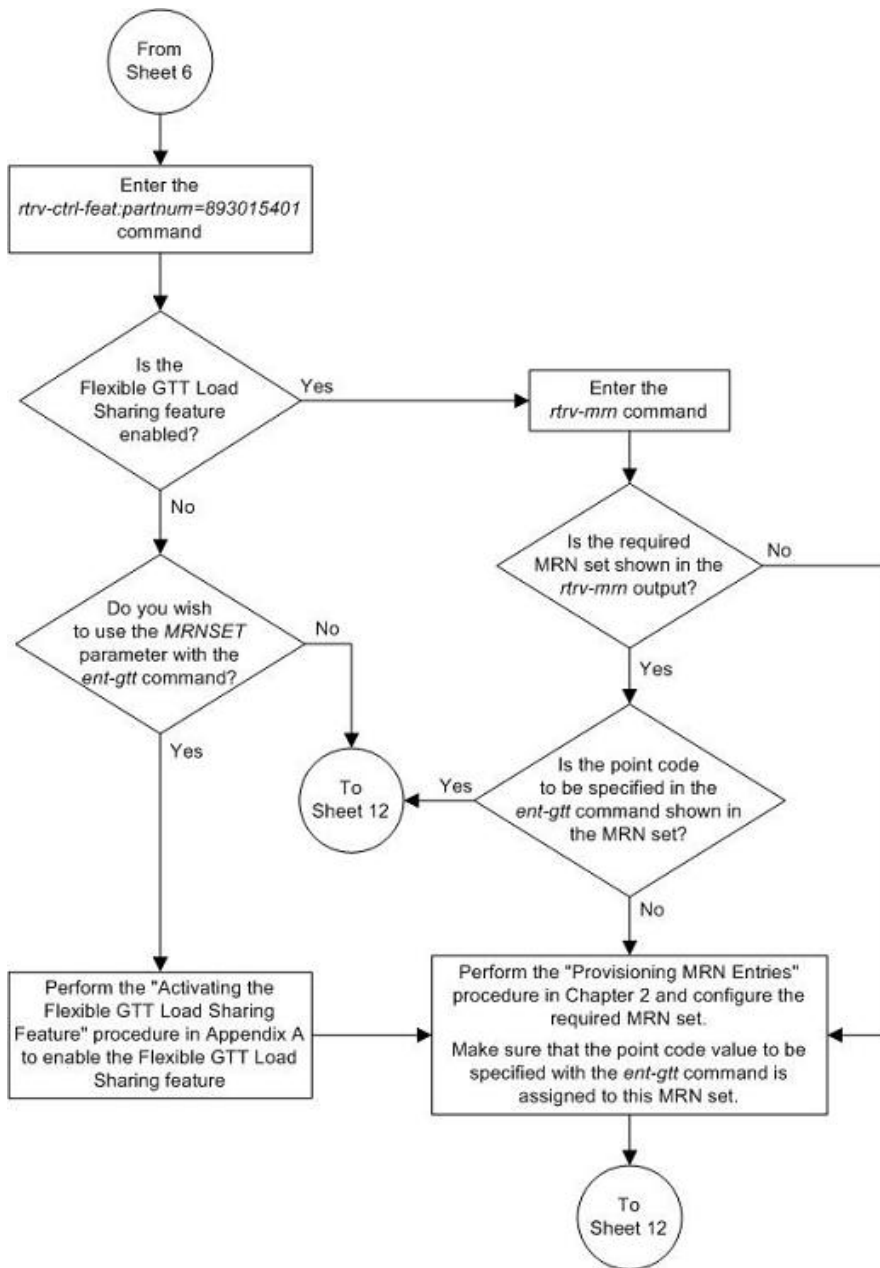 From
Sheet 6
Enter the
rtrv-ctrl-feat:partnum=893015401
command
Is the
Flexible GTT Load
Sharing feature
enabled?
Yes
No
Enter the
rtrv-mrn command
Is the required
MRN set shown in the
rtrv-mrn output?
No
Yes
Do you wish
to use the MRNSET
parameter with the
ent-gtt command?
No
Yes
To
Sheet 12
Is the point code
to be specified in the
ent-gtt command shown in
the MRN set?
Yes
No
Perform the "Activating the
Flexible GTT Load Sharing
Feature" procedure in Appendix A
to enable the Flexible GTT Load
Sharing feature
Perform the "Provisioning MRN Entries"
procedure in Chapter 2 and configure the
required MRN set.
Make sure that the point code value to be
specified with the ent-gtt command is
assigned to this MRN set.
To
Sheet 12